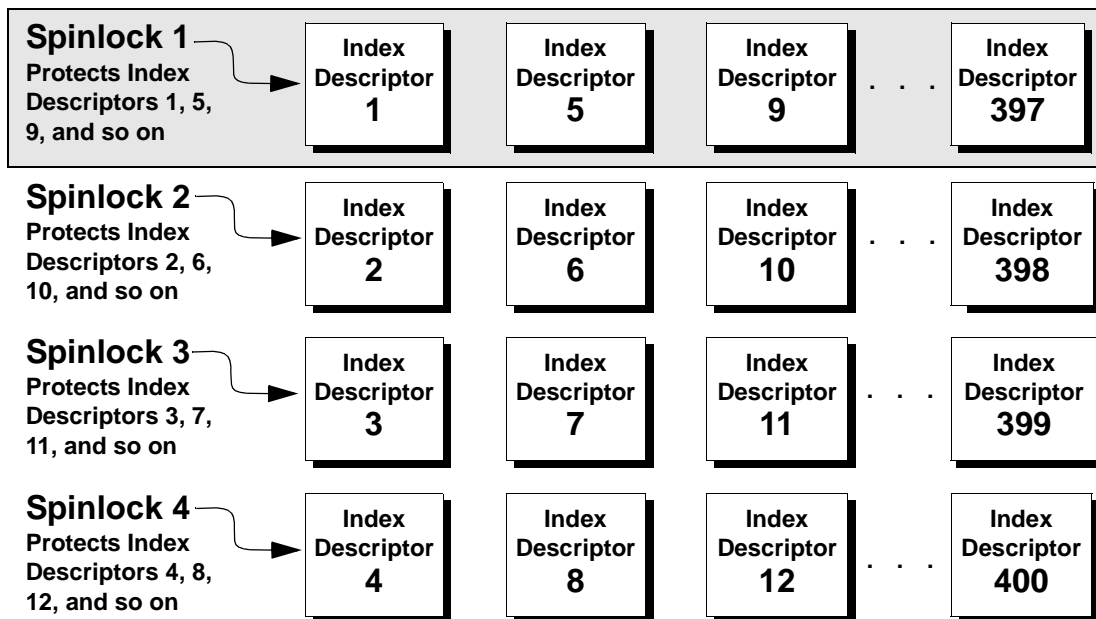 Spinlock 1
Protects Index
Descriptors 1, 5,
9, and so on
Index
Descriptor
1
Index
Descriptor
5
Index
Descriptor
9
. . .
Index
Descriptor
397
Spinlock 2
Protects Index
Descriptors 2, 6,
10, and so on
Index
Descriptor
2
Index
Descriptor
6
Index
Descriptor
10
. . .
Index
Descriptor
398
Spinlock 3
Protects Index
Descriptors 3, 7,
11, and so on
Index
Descriptor
3
Index
Descriptor
7
Index
Descriptor
11
. . .
Index
Descriptor
399
Spinlock 4
Protects Index
Descriptors 4, 8,
12, and so on
Index
Descriptor
4
Index
Descriptor
8
Index
Descriptor
12
. . .
Index
Descriptor
400